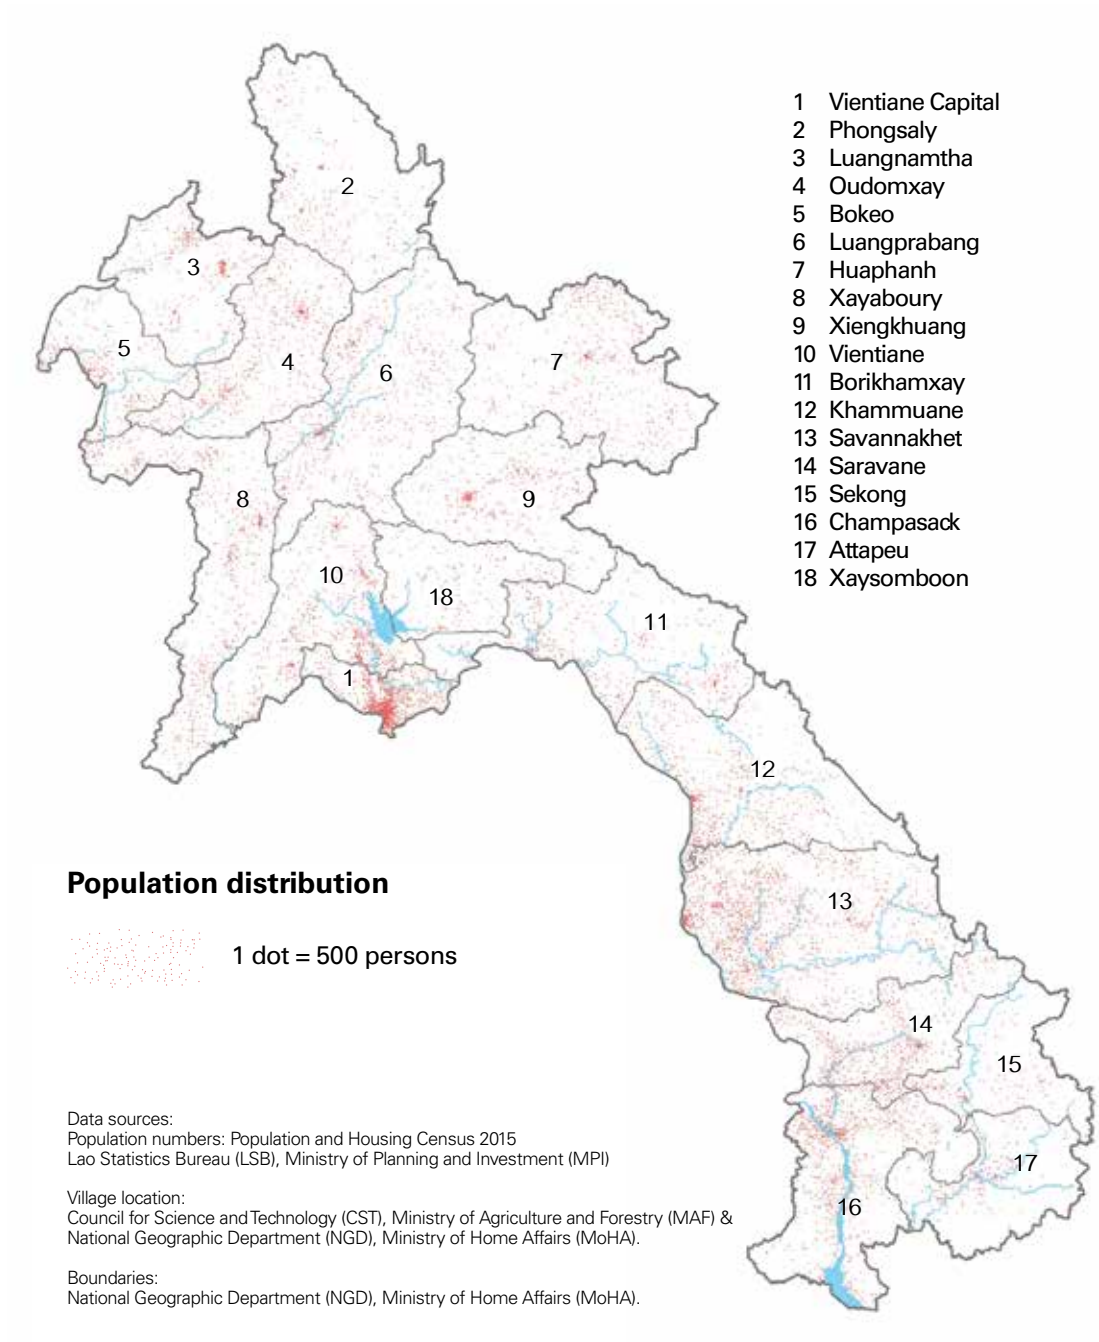 1 Vientiane Capital
2 Phongsaly
3 Luangnamtha
4 Oudomxay
5 Bokeo
6 Luangprabang
7 Huaphanh
8 Xayaboury
9 Xiengkhuang
10 Vientiane
11 Borikhamxay
12 Khammuane
13 Savannakhet
14 Saravane
15 Sekong
16 Champasack
17 Attapeu
18 Xaysomboon
2
3
5
4
6
7
8
9
10
18
11
1
12
13
14
15
17
16
Population distribution
1 dot = 500 persons
Data sources:
Population numbers: Population and Housing Census 2015
Lao Statistics Bureau (LSB), Ministry of Planning and Investment (MPI)
Village location:
Council for Science and Technology (CST), Ministry of Agriculture and Forestry (MAF) &
National Geographic Department (NGD), Ministry of Home Affairs (MoHA).
Boundaries:
National Geographic Department (NGD), Ministry of Home Affairs (MoHA).